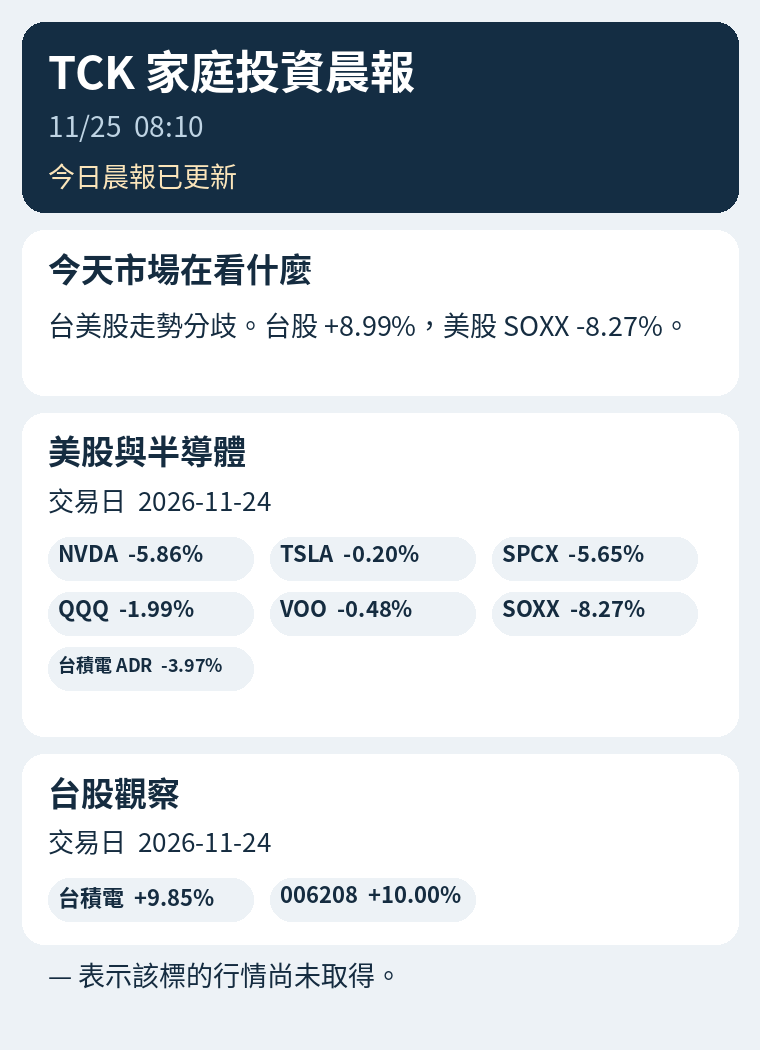 TCK 家庭投資晨報
11/25 08:10
今日晨報已更新
今天市場在看什麼
台美股走勢分歧。台股 +8.99%，美股 SOXX -8.27%。
美股與半導體
交易日 2026-11-24
NVDA -5.86% TSLA -0.20% SPCX -5.65%
QQQ -1.99% VOO -0.48% SOXX -8.27%
台積電 ADR -3.97%
台股觀察
交易日 2026-11-24
台積電 +9.85% 006208 +10.00%
— 表示該標的行情尚未取得。